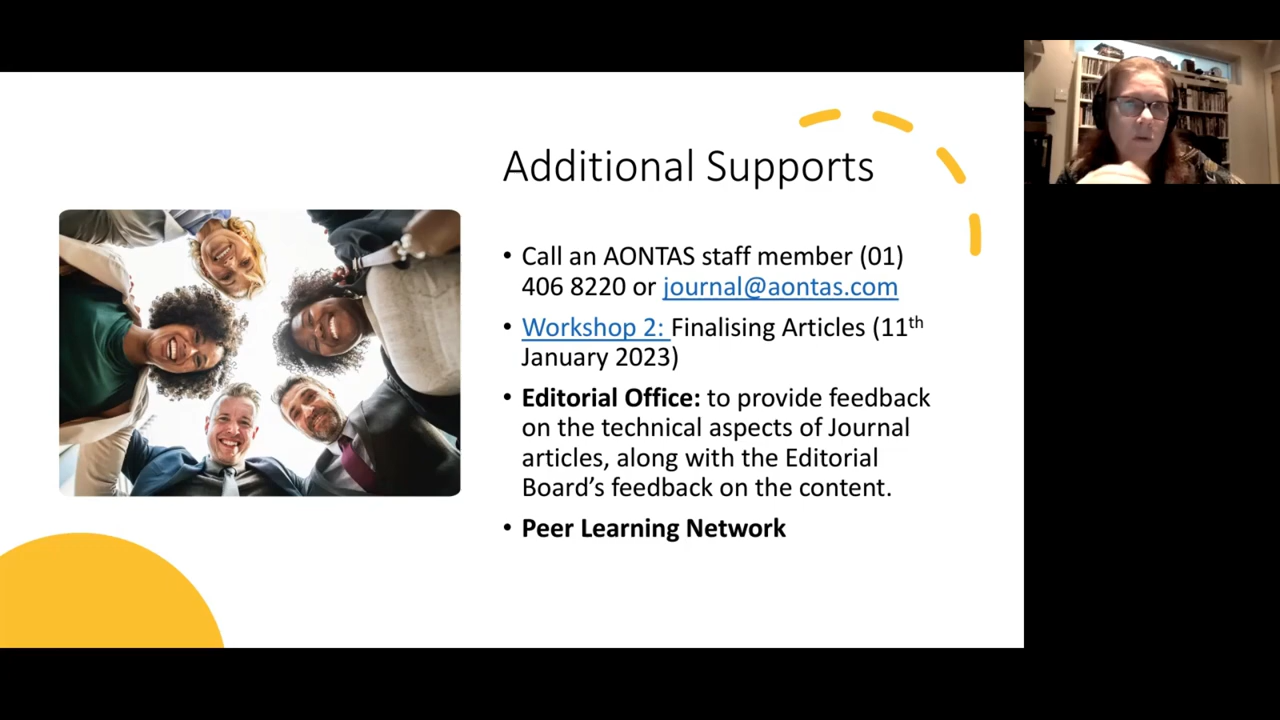 Additional Supports
• Call an AONTAS staff member (01)
406 8220 or journal@aontas.com
• Workshop 2: Finalising Articles (11th
January 2023)
• Editorial Office: to provide feedback
on the technical aspects of Journal
articles, along with the Editorial
Board’s feedback on the content.
• Peer Learning Network